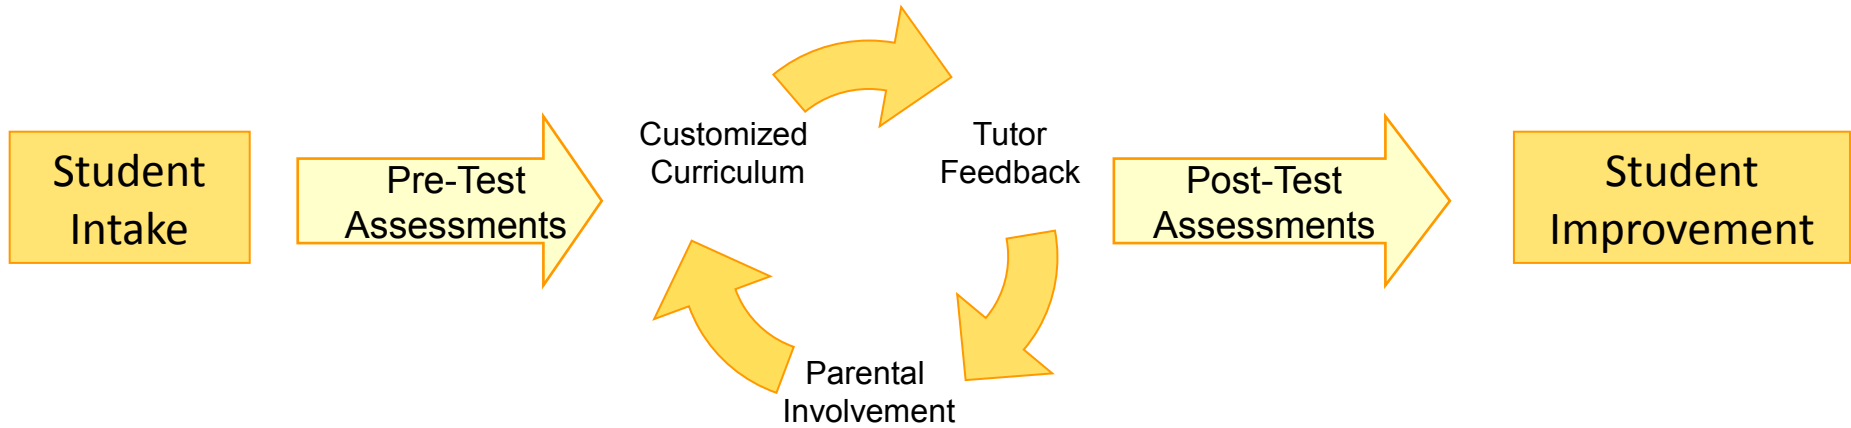 Student
Intake
Pre-Test
Assessments
Customized
Curriculum
Tutor
Feedback
Parental
Involvement
Post-Test
Assessments
Student
Improvement